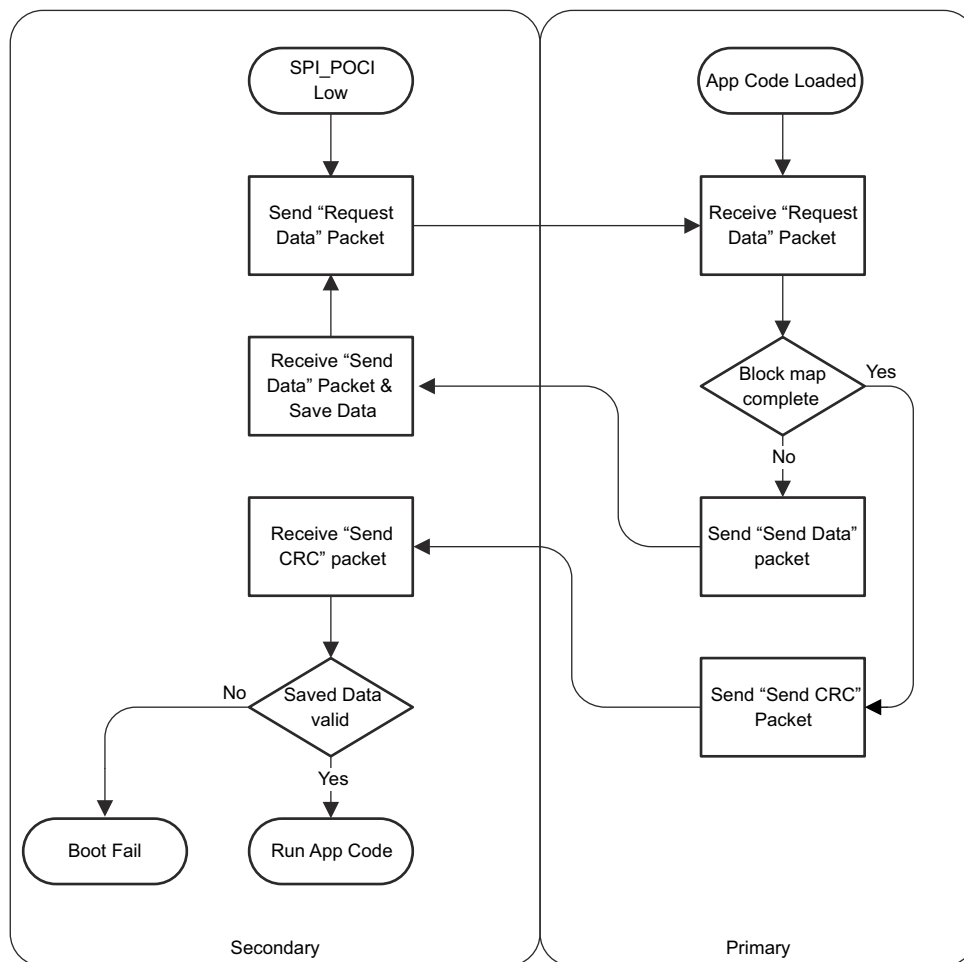 SPI_POCI
Low
App Code Loaded
Send “Request
Data” Packet
Receive “Request
Data” Packet
Receive “Send
Data” Packet &
Save Data
Block map
complete
Yes
No
Receive “Send
CRC” packet
Send “Send Data”
packet
Saved Data
valid
No
Yes
Send “Send CRC”
Packet
Boot Fail
Run App Code
Secondary
Primary